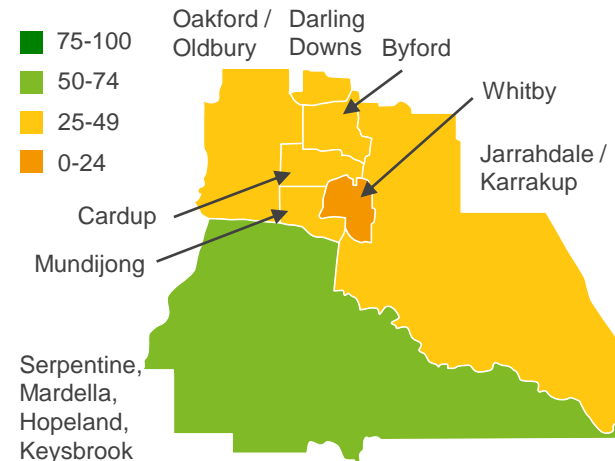 75-100
50-74
25-49
0-24
Oakford /
Oldbury
Darling
Downs
Byford
Whitby
Jarrahdale /
Karrakup
Cardup
Mundijong
Serpentine,
Mardella,
Hopeland,
Keysbrook